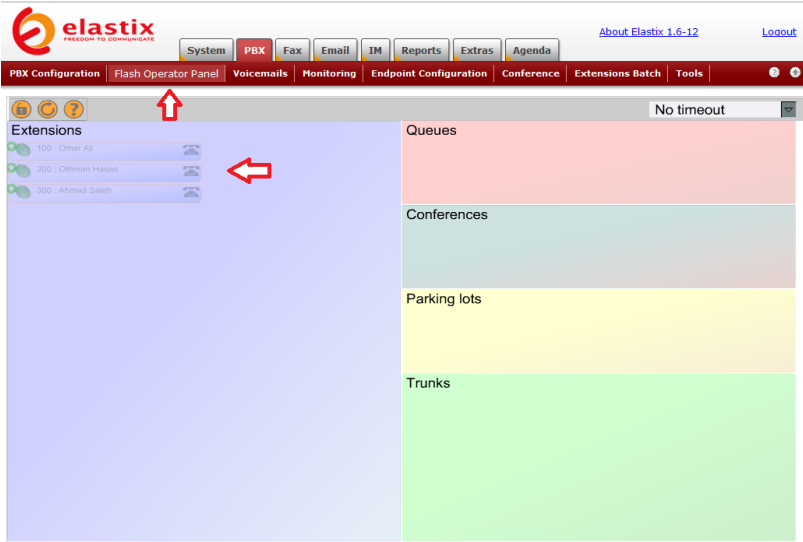 elastix
FREEDOM TO COMMUNICATE
About Elastix 1.6-12
Logout
System PBX Fax Email IM Reports Extras Agenda
PBX Configuration Flash Operator Panel Voicemails Monitoring Endpoint Configuration Conference Extensions Batch Tools ?
? No timeout
Extensions
100 : Omar Ali
200 : Othman Hasan
300 : Ahmad Saleh
Queues
Conferences
Parking lots
Trunks